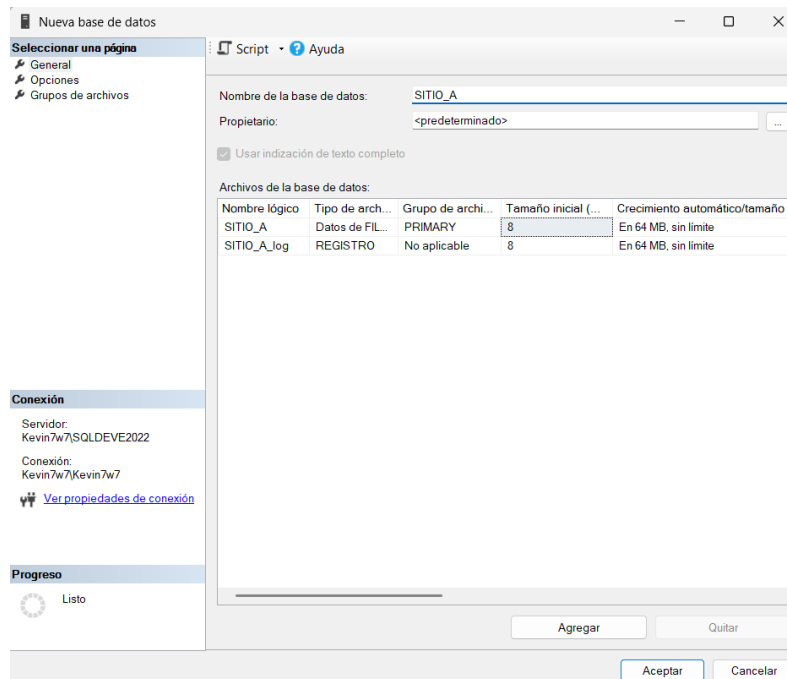 Nueva base de datos
Seleccionar una página
General
Opciones
Grupos de archivos
Script Ayuda
Nombre de la base de datos: SITIO_A
Propietario: <predeterminado> ...
Usar indización de texto completo
Archivos de la base de datos:
Nombre lógico Tipo de arch... Grupo de archi... Tamaño inicial (... Crecimiento automático/tamaño
SITIO_A Datos de FIL... PRIMARY 8 En 64 MB, sin límite
SITIO_A_log REGISTRO No aplicable 8 En 64 MB, sin límite
Conexión
Servidor:
Kevin7w7\SQLDEVE2022
Conexión:
Kevin7w7\Kevin7w7
Ver propiedades de conexión
Progreso
Listo
Agregar Quitar
Aceptar Cancelar